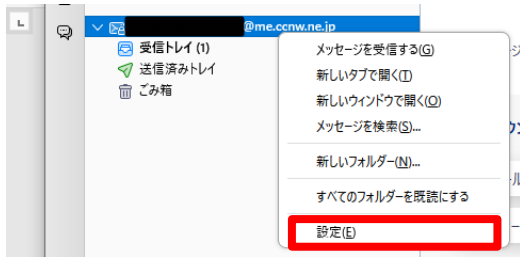 @me.ccnw.ne.jp
受信トレイ (1)
送信済みトレイ
ごみ箱
メッセージを受信する(G)
新しいタブで開く(T)
新しいウィンドウで開く(O)
メッセージを検索(S)...
新しいフォルダー(N)...
すべてのフォルダーを既読にする
設定(E)